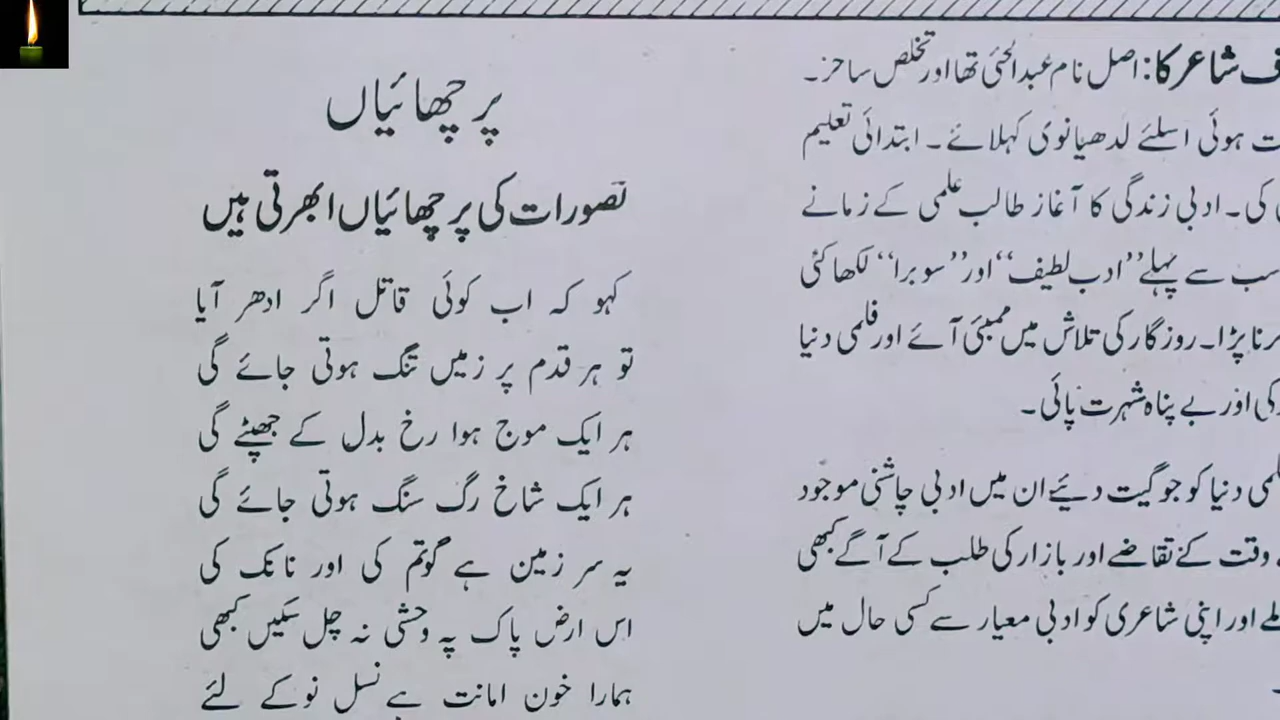 ف شاعر کا: اصل نام عبدالحئی تھا اور تخلص ساحر۔
ت ہوئی اسلئے لدھیانوی کہلائے۔ ابتدائی تعلیم
کی۔ ادبی زندگی کا آغاز طالب علمی کے زمانے
سب سے پہلے ”ادب لطیف“ اور ”سویرا“ لکھا کئی
رنا پڑا۔ روزگار کی تلاش میں ممبئی آئے اور فلمی دنیا
کی اور بے پناہ شہرت پائی۔
لمی دنیا کو جو گیت دیئے ان میں ادبی چاشنی موجود
وقت کے تقاضے اور بازار کی طلب کے آگے کبھی
ملے اور اپنی شاعری کو ادبی معیار سے کسی حال میں
پرچھائیاں
تصورات کی پرچھائیاں ابھرتی ہیں
کہو کہ اب کوئی قاتل اگر ادھر آیا
تو ہر قدم پر زمیں تنگ ہوتی جائے گی
ہر ایک موج ہوا رخ بدل کے جھپٹے گی
ہر ایک شاخ رگ سنگ ہوتی جائے گی
یہ سر زمین ہے گوتم کی اور نانک کی
اس ارض پاک پہ وحشی نہ چل سکیں کبھی
ہمارا خون امانت ہے نسل نو کے لئے